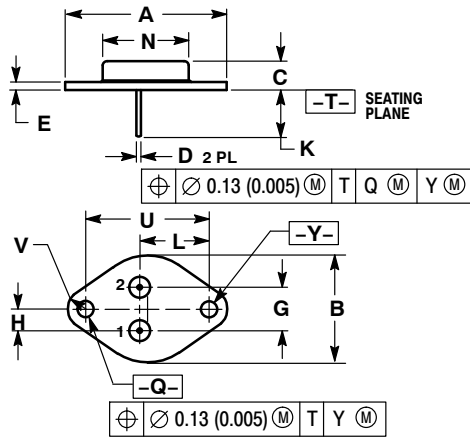 A
N
C
E
–T– SEATING
PLANE
K
D 2 PL
⌖ ∅ 0.13 (0.005) Ⓜ T Q Ⓜ Y Ⓜ
U
L
V
–Y–
2
H
G
B
1
–Q–
⌖ ∅ 0.13 (0.005) Ⓜ T Y Ⓜ